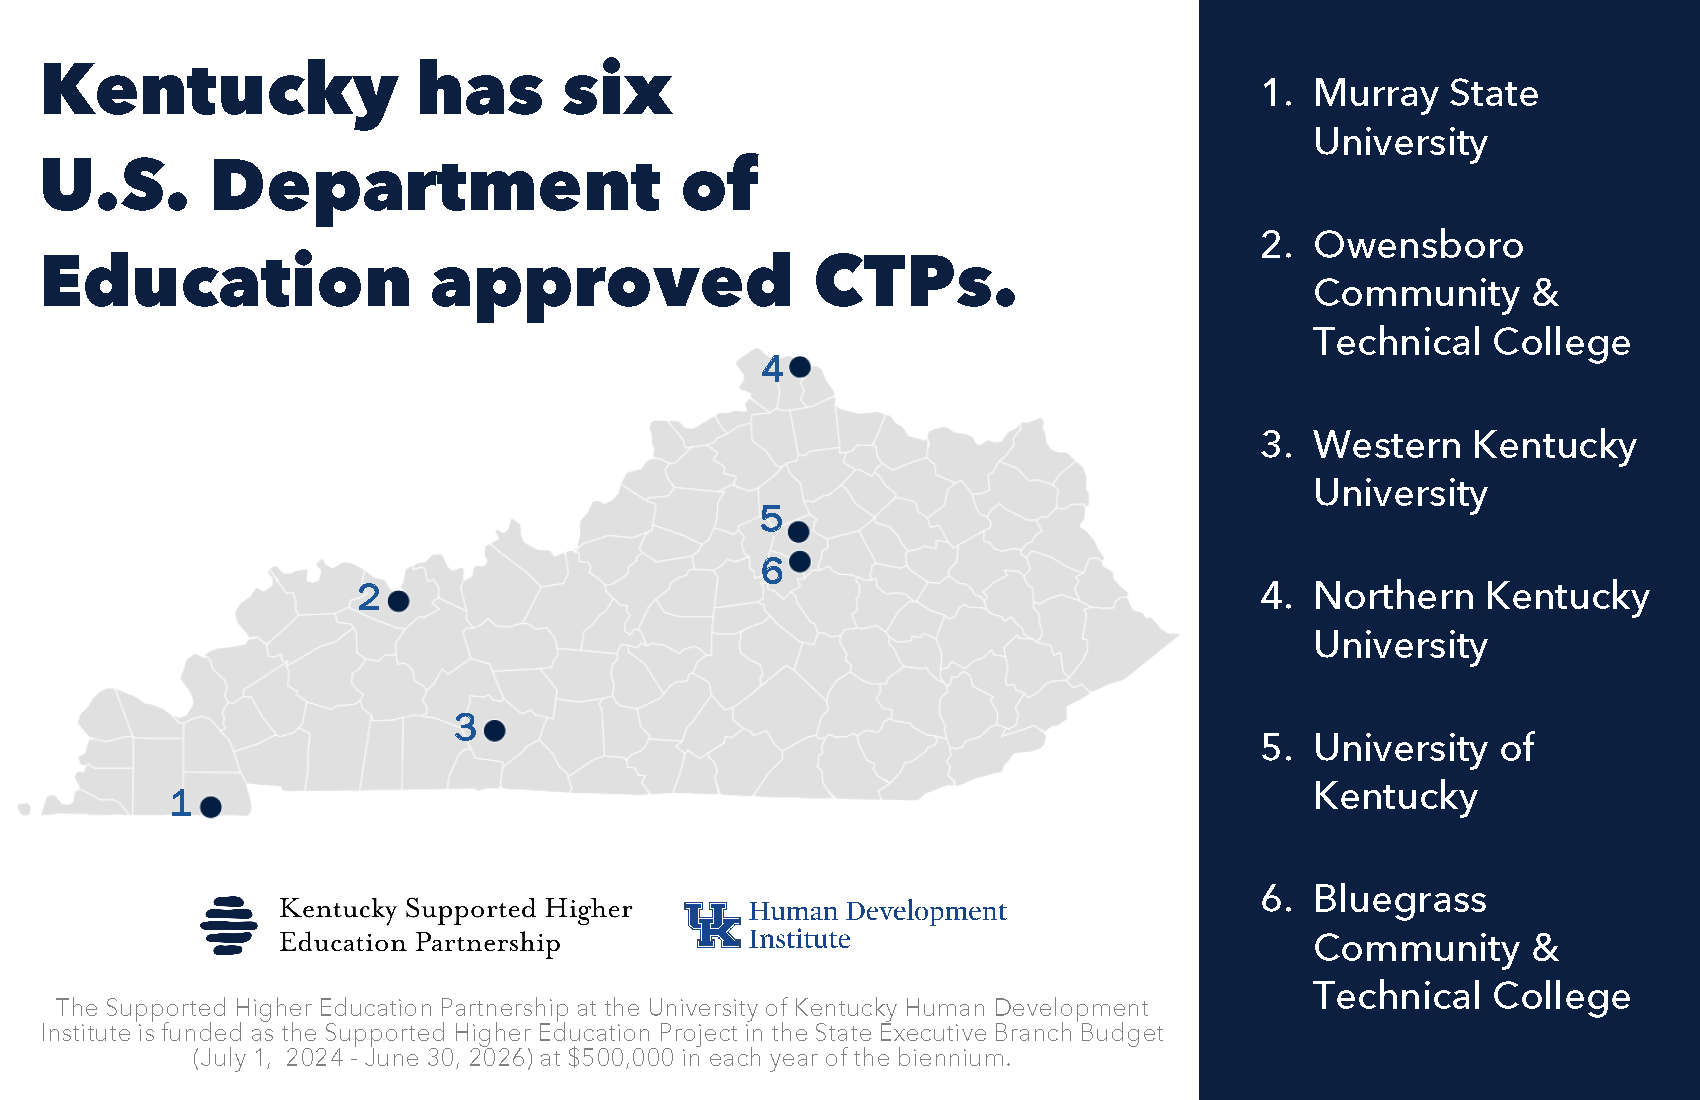 Kentucky has six
U.S. Department of
Education approved CTPs.
4
5
6
2
3
1
Kentucky Supported Higher
Education Partnership
UK
Human Development
Institute
The Supported Higher Education Partnership at the University of Kentucky Human Development
Institute is funded as the Supported Higher Education Project in the State Executive Branch Budget
(July 1, 2024 - June 30, 2026) at $500,000 in each year of the biennium.
1. Murray State
University
2. Owensboro
Community &
Technical College
3. Western Kentucky
University
4. Northern Kentucky
University
5. University of
Kentucky
6. Bluegrass
Community &
Technical College